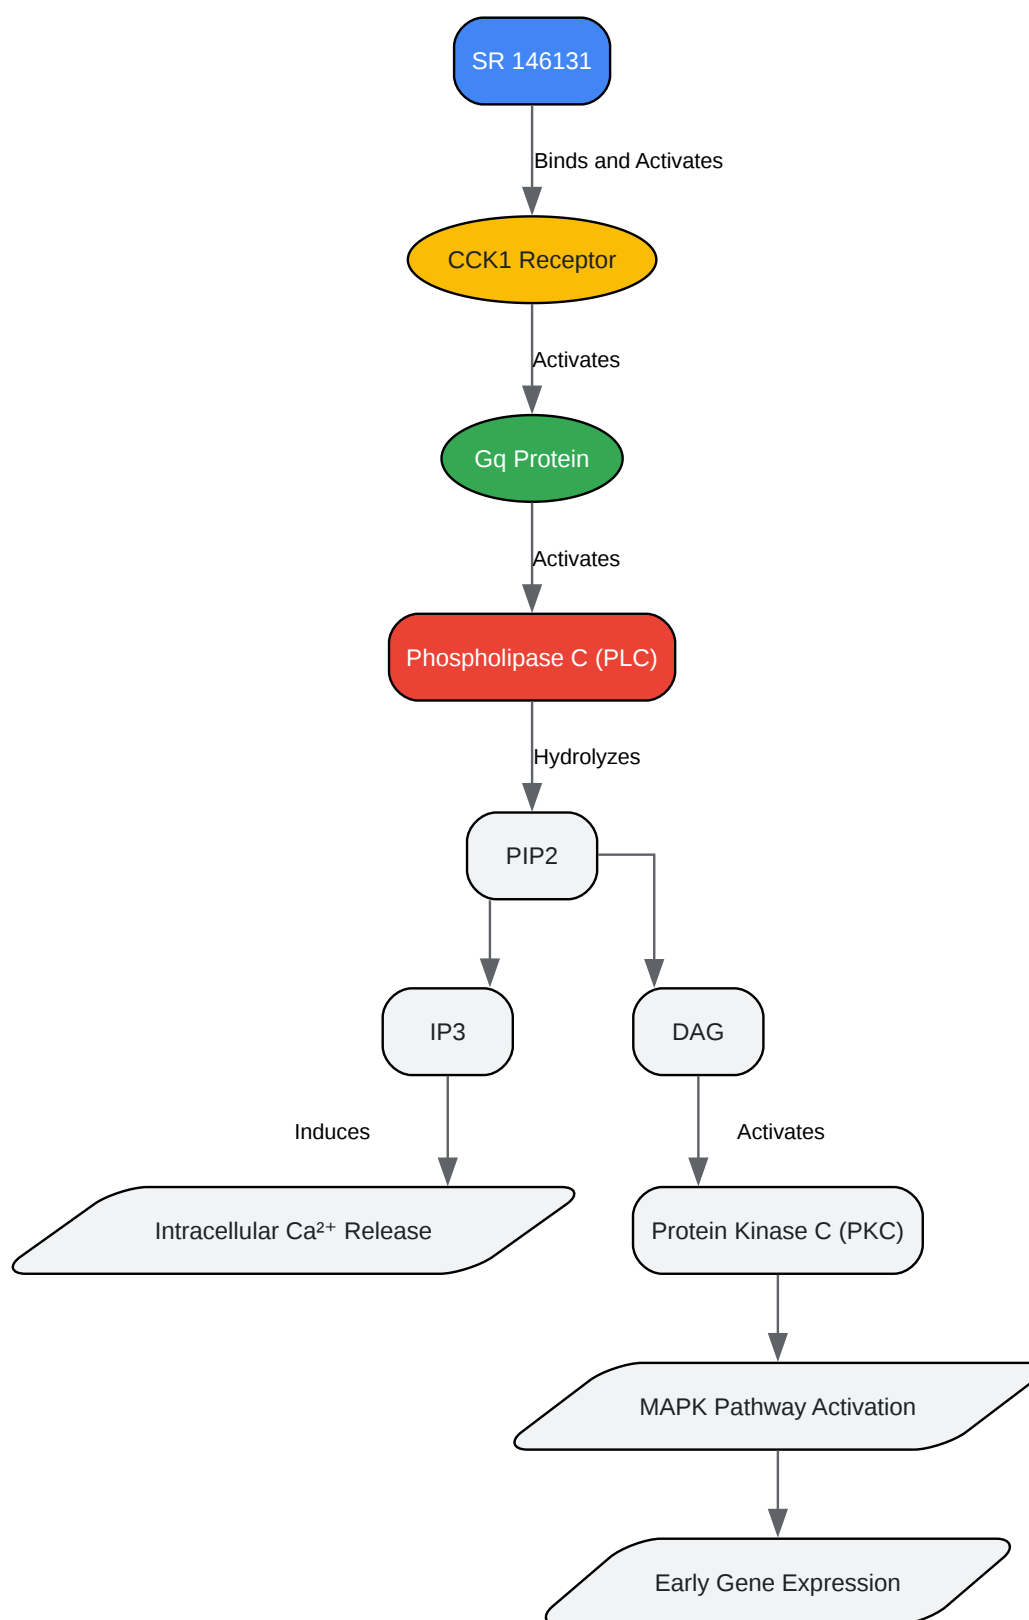 SR 146131
Binds and Activates
CCK1 Receptor
Activates
Gq Protein
Activates
Phospholipase C (PLC)
Hydrolyzes
PIP2
IP3
DAG
Induces
Activates
Intracellular Ca²⁺ Release
Protein Kinase C (PKC)
MAPK Pathway Activation
Early Gene Expression